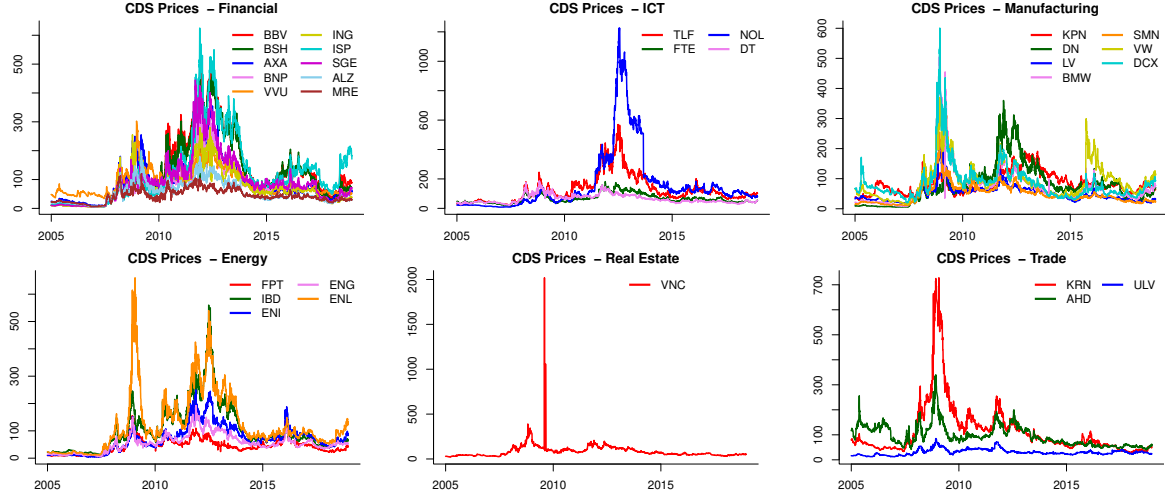 CDS Prices – Financial
BBV ING
BSH ISP
AXA SGE
BNP ALZ
VVU MRE
0 100 300 500
2005 2010 2015
CDS Prices – ICT
TLF NOL
FTE DT
0 200 600 1000
2005 2010 2015
CDS Prices – Manufacturing
KPN SMN
DN VW
LV DCX
BMW
0 100 200 300 400 500 600
2005 2010 2015
CDS Prices – Energy
FPT ENG
IBD ENL
ENI
0 100 300 500
2005 2010 2015
CDS Prices – Real Estate
VNC
0 500 1000 1500 2000
2005 2010 2015
CDS Prices – Trade
KRN ULV
AHD
0 100 300 500 700
2005 2010 2015